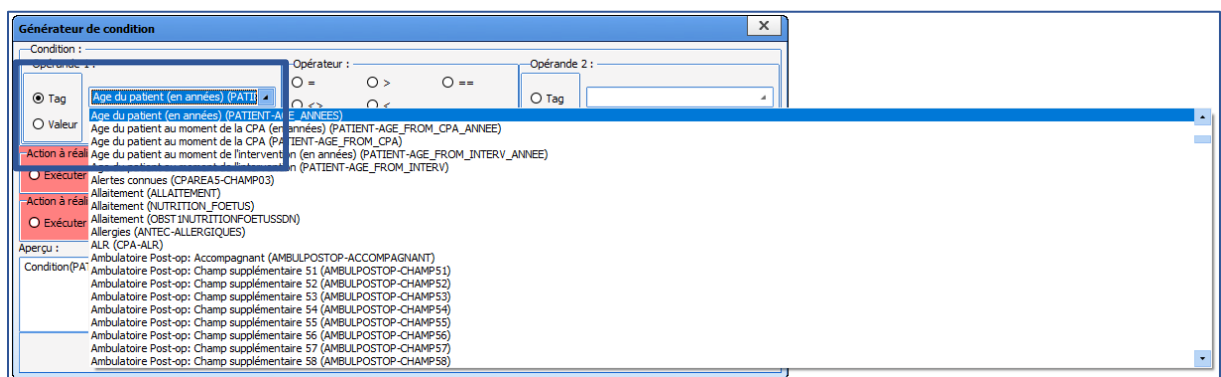 Générateur de condition
Condition :
Opérande 1 :
Opérateur :
Opérande 2 :
Tag
Age du patient (en années) (PATI
=
>
==
Tag
<>
<
Valeur
Age du patient (en années) (PATIENT-AGE_ANNEES)
Age du patient au moment de la CPA (en années) (PATIENT-AGE_FROM_CPA_ANNEE)
Age du patient au moment de la CPA (PATIENT-AGE_FROM_CPA)
Action à réali
Age du patient au moment de l'intervention (en années) (PATIENT-AGE_FROM_INTERV_ANNEE)
Age du patient au moment de l'intervention (PATIENT-AGE_FROM_INTERV)
Exécuter
Alertes connues (CPAREA5-CHAMP03)
Allaitement (ALLAITEMENT)
Action à réali
Allaitement (NUTRITION_FOETUS)
Exécuter
Allaitement (OBST1NUTRITIONFOETUSSDN)
Allergies (ANTEC-ALLERGIQUES)
Aperçu :
ALR (CPA-ALR)
Ambulatoire Post-op: Accompagnant (AMBULPOSTOP-ACCOMPAGNANT)
Condition(PA
Ambulatoire Post-op: Champ supplémentaire 51 (AMBULPOSTOP-CHAMP51)
Ambulatoire Post-op: Champ supplémentaire 52 (AMBULPOSTOP-CHAMP52)
Ambulatoire Post-op: Champ supplémentaire 53 (AMBULPOSTOP-CHAMP53)
Ambulatoire Post-op: Champ supplémentaire 54 (AMBULPOSTOP-CHAMP54)
Ambulatoire Post-op: Champ supplémentaire 55 (AMBULPOSTOP-CHAMP55)
Ambulatoire Post-op: Champ supplémentaire 56 (AMBULPOSTOP-CHAMP56)
Ambulatoire Post-op: Champ supplémentaire 57 (AMBULPOSTOP-CHAMP57)
Ambulatoire Post-op: Champ supplémentaire 58 (AMBULPOSTOP-CHAMP58)